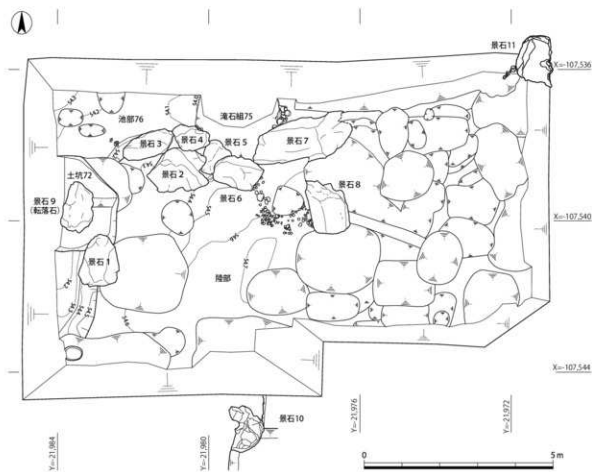 景石11
X=-107,536
池部76
滝石組75
景石3
景石4
景石5
景石7
土坑72
景石2
景石9
(転落石)
景石6
景石8
X=-107,540
景石1
陸部
X=-107,544
景石10
Y=-21,984
Y=-21,980
Y=-21,976
Y=-21,972
0
5 m